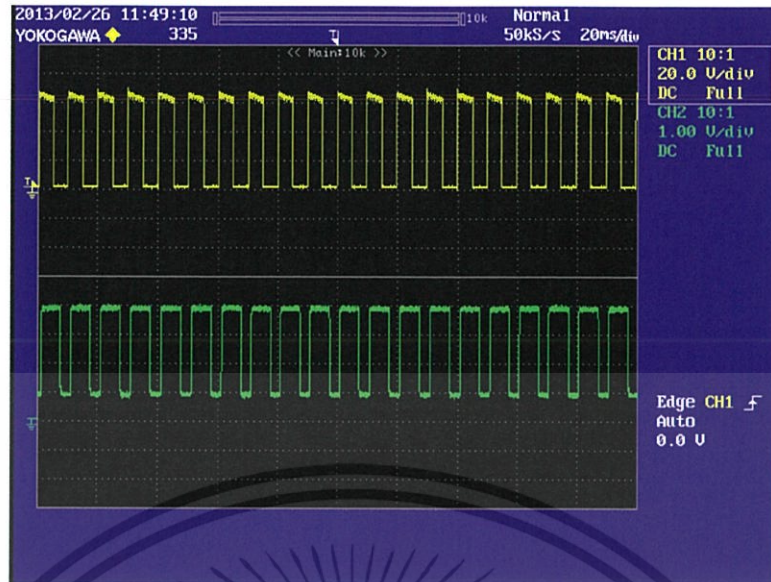 2013/02/26 11:49:10
10k
Normal
YOKOGAWA
335
50kS/s
20ms/div
<< Main:10k >>
CH1 10:1
20.0 V/div
DC Full
CH2 10:1
1.00 V/div
DC Full
Edge CH1
Auto
0.0 V